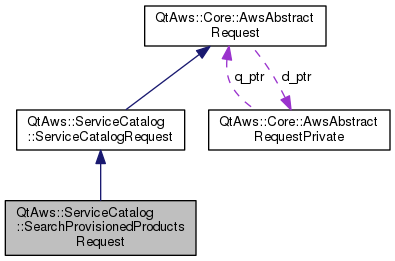 QtAws::Core::AwsAbstract
Request
q_ptr
d_ptr
QtAws::ServiceCatalog
::ServiceCatalogRequest
QtAws::Core::AwsAbstract
RequestPrivate
QtAws::ServiceCatalog
::SearchProvisionedProducts
Request